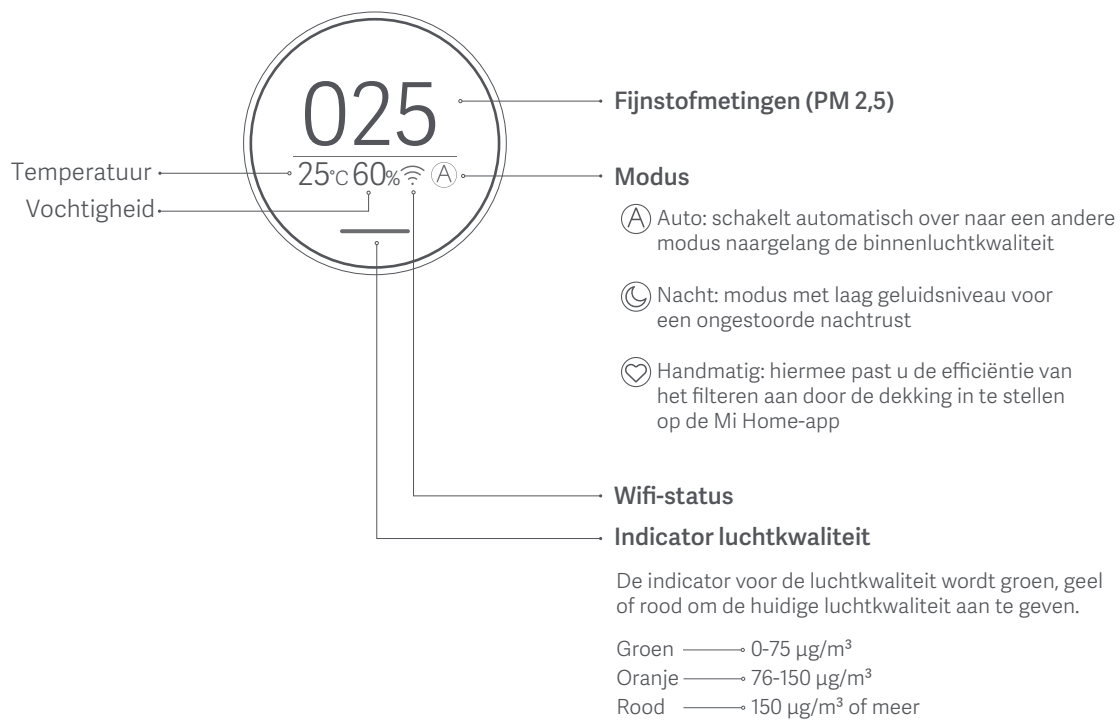 025
25°C 60% A
Temperatuur
Vochtigheid
Fijnstofmetingen (PM 2,5)
Modus
A Auto: schakelt automatisch over naar een andere
modus naargelang de binnenluchtkwaliteit
Nacht: modus met laag geluidsniveau voor
een ongestoorde nachtrust
Handmatig: hiermee past u de efficiëntie van
het filteren aan door de dekking in te stellen
op de Mi Home-app
Wifi-status
Indicator luchtkwaliteit
De indicator voor de luchtkwaliteit wordt groen, geel
of rood om de huidige luchtkwaliteit aan te geven.
Groen 0-75 µg/m³
Oranje 76-150 µg/m³
Rood 150 µg/m³ of meer